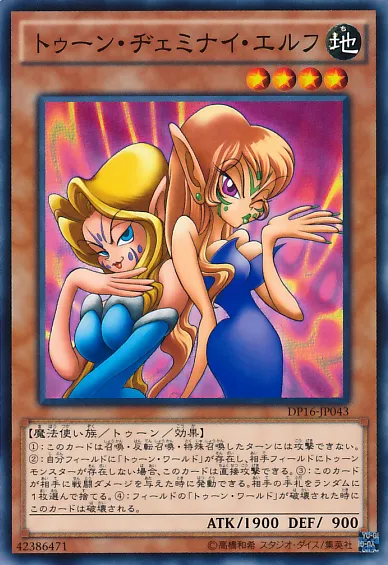 トゥーン・ヂェミナイ・エルフ
地
DP16-JP043
【魔法使い族／トゥーン／効果】
①：このカードは召喚・反転召喚・特殊召喚したターンには攻撃できない。
②：自分フィールドに「トゥーン・ワールド」が存在し、相手フィールドにトゥーン
モンスターが存在しない場合、このカードは直接攻撃できる。③：このカード
が相手に戦闘ダメージを与えた時に発動できる。相手の手札をランダムに
１枚選んで捨てる。④：フィールドの「トゥーン・ワールド」が破壊された時に
このカードは破壊される。
ATK/1900 DEF/ 900
42386471
©高橋和希 スタジオ・ダイス/集英社